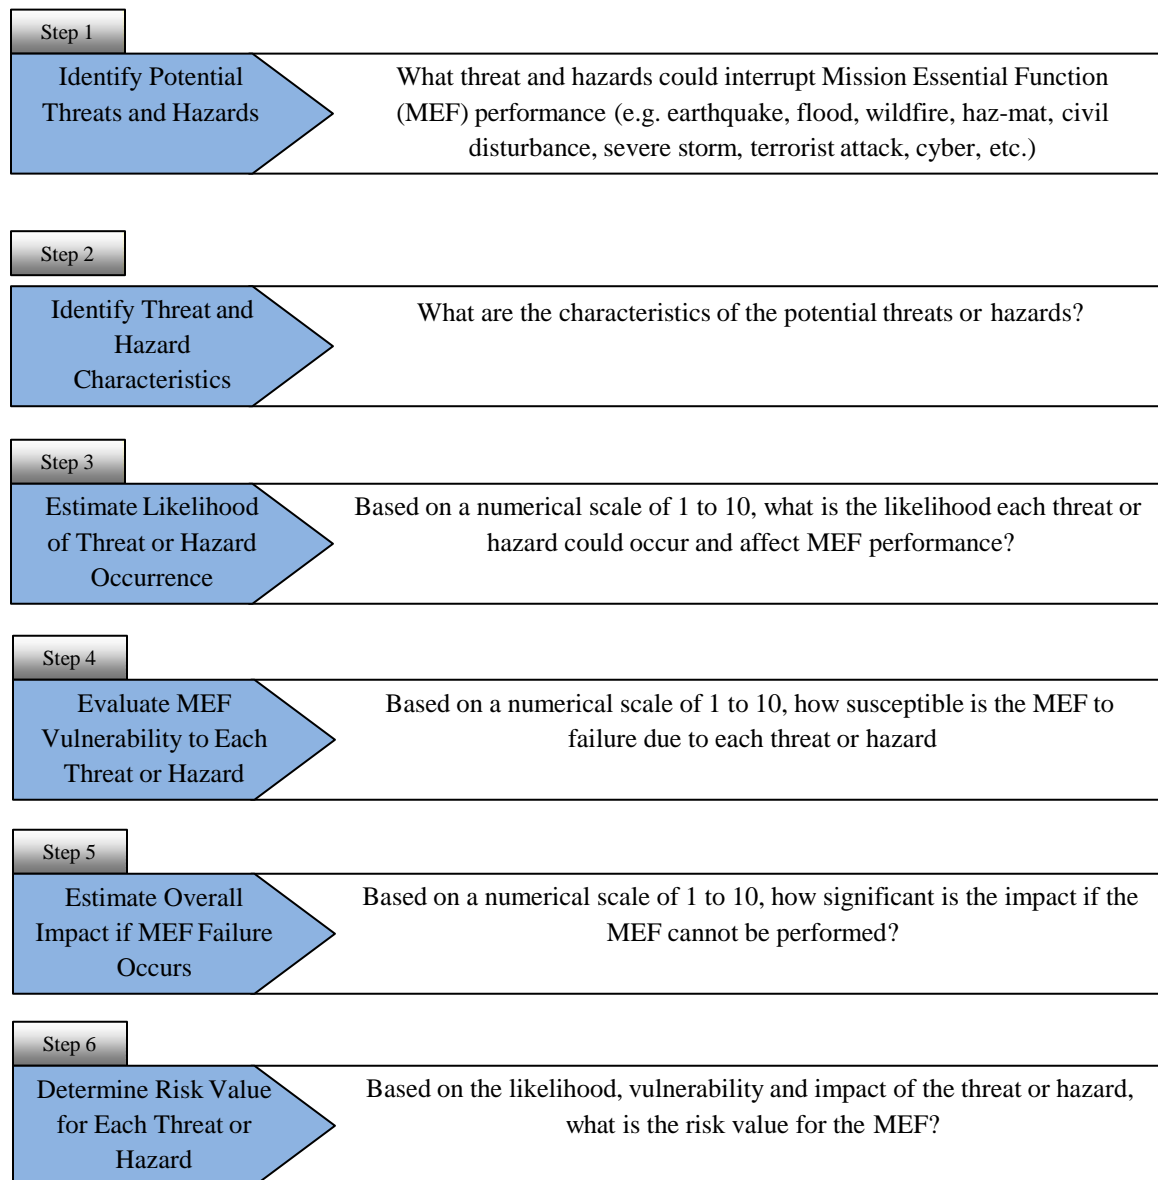 Step 1
Identify Potential
Threats and Hazards
What threat and hazards could interrupt Mission Essential Function
(MEF) performance (e.g. earthquake, flood, wildfire, haz-mat, civil
disturbance, severe storm, terrorist attack, cyber, etc.)
Step 2
Identify Threat and
Hazard
Characteristics
What are the characteristics of the potential threats or hazards?
Step 3
Estimate Likelihood
of Threat or Hazard
Occurrence
Based on a numerical scale of 1 to 10, what is the likelihood each threat or
hazard could occur and affect MEF performance?
Step 4
Evaluate MEF
Vulnerability to Each
Threat or Hazard
Based on a numerical scale of 1 to 10, how susceptible is the MEF to
failure due to each threat or hazard
Step 5
Estimate Overall
Impact if MEF Failure
Occurs
Based on a numerical scale of 1 to 10, how significant is the impact if the
MEF cannot be performed?
Step 6
Determine Risk Value
for Each Threat or
Hazard
Based on the likelihood, vulnerability and impact of the threat or hazard,
what is the risk value for the MEF?